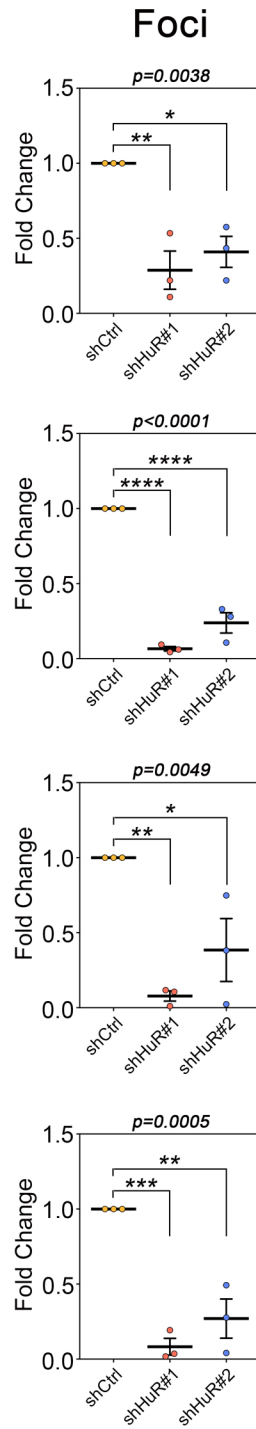 Foci
p=0.0038
1.5
*
**
1.0
0.5
0.0
Fold Change
shCtrl
shHuR#1
shHuR#2
p<0.0001
1.5
****
****
1.0
0.5
0.0
Fold Change
shCtrl
shHuR#1
shHuR#2
p=0.0049
1.5
*
**
1.0
0.5
0.0
Fold Change
shCtrl
shHuR#1
shHuR#2
p=0.0005
1.5
**
***
1.0
0.5
0.0
Fold Change
shCtrl
shHuR#1
shHuR#2